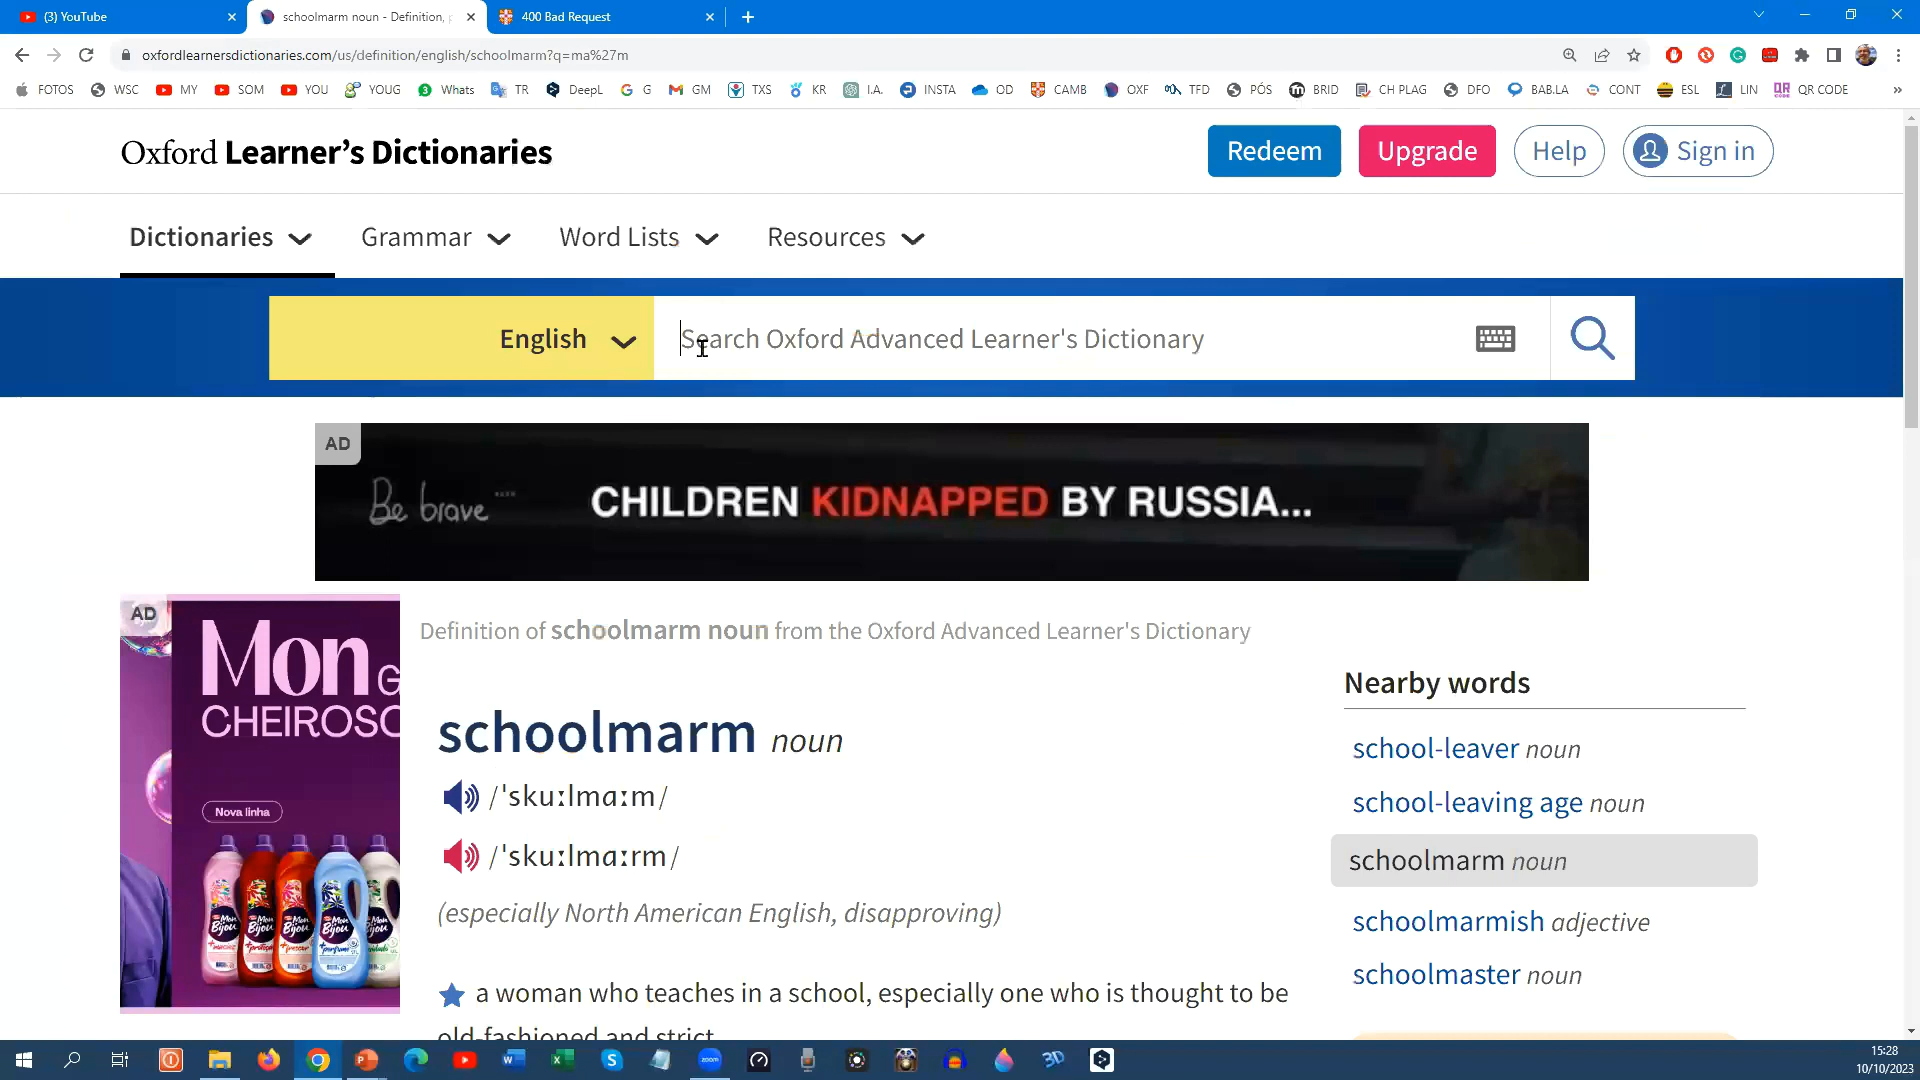 (3) YouTube
schoolmarm noun - Definition,
400 Bad Request
oxfordlearnersdictionaries.com/us/definition/english/schoolmarm?q=ma%27m
FOTOS WSC MY SOM YOU YOUG Whats TR DeepL G GM TXS KR I.A. INSTA OD CAMB OXF TFD PÓS BRID CH PLAG DFO BAB.LA CONT ESL LIN QR CODE
Oxford Learner's Dictionaries
Redeem
Upgrade
Help
Sign in
Dictionaries
Grammar
Word Lists
Resources
English
Search Oxford Advanced Learner's Dictionary
AD
Be brave
CHILDREN KIDNAPPED BY RUSSIA...
AD
Mon G
CHEIROSO
Nova linha
Mon Bijou
Definition of schoolmarm noun from the Oxford Advanced Learner's Dictionary
schoolmarm noun
/ˈskuːlmɑːm/
/ˈskuːlmɑːrm/
(especially North American English, disapproving)
a woman who teaches in a school, especially one who is thought to be
old-fashioned and strict
Nearby words
school-leaver noun
school-leaving age noun
schoolmarm noun
schoolmarmish adjective
schoolmaster noun
zoom
3D
15:28
10/10/2023